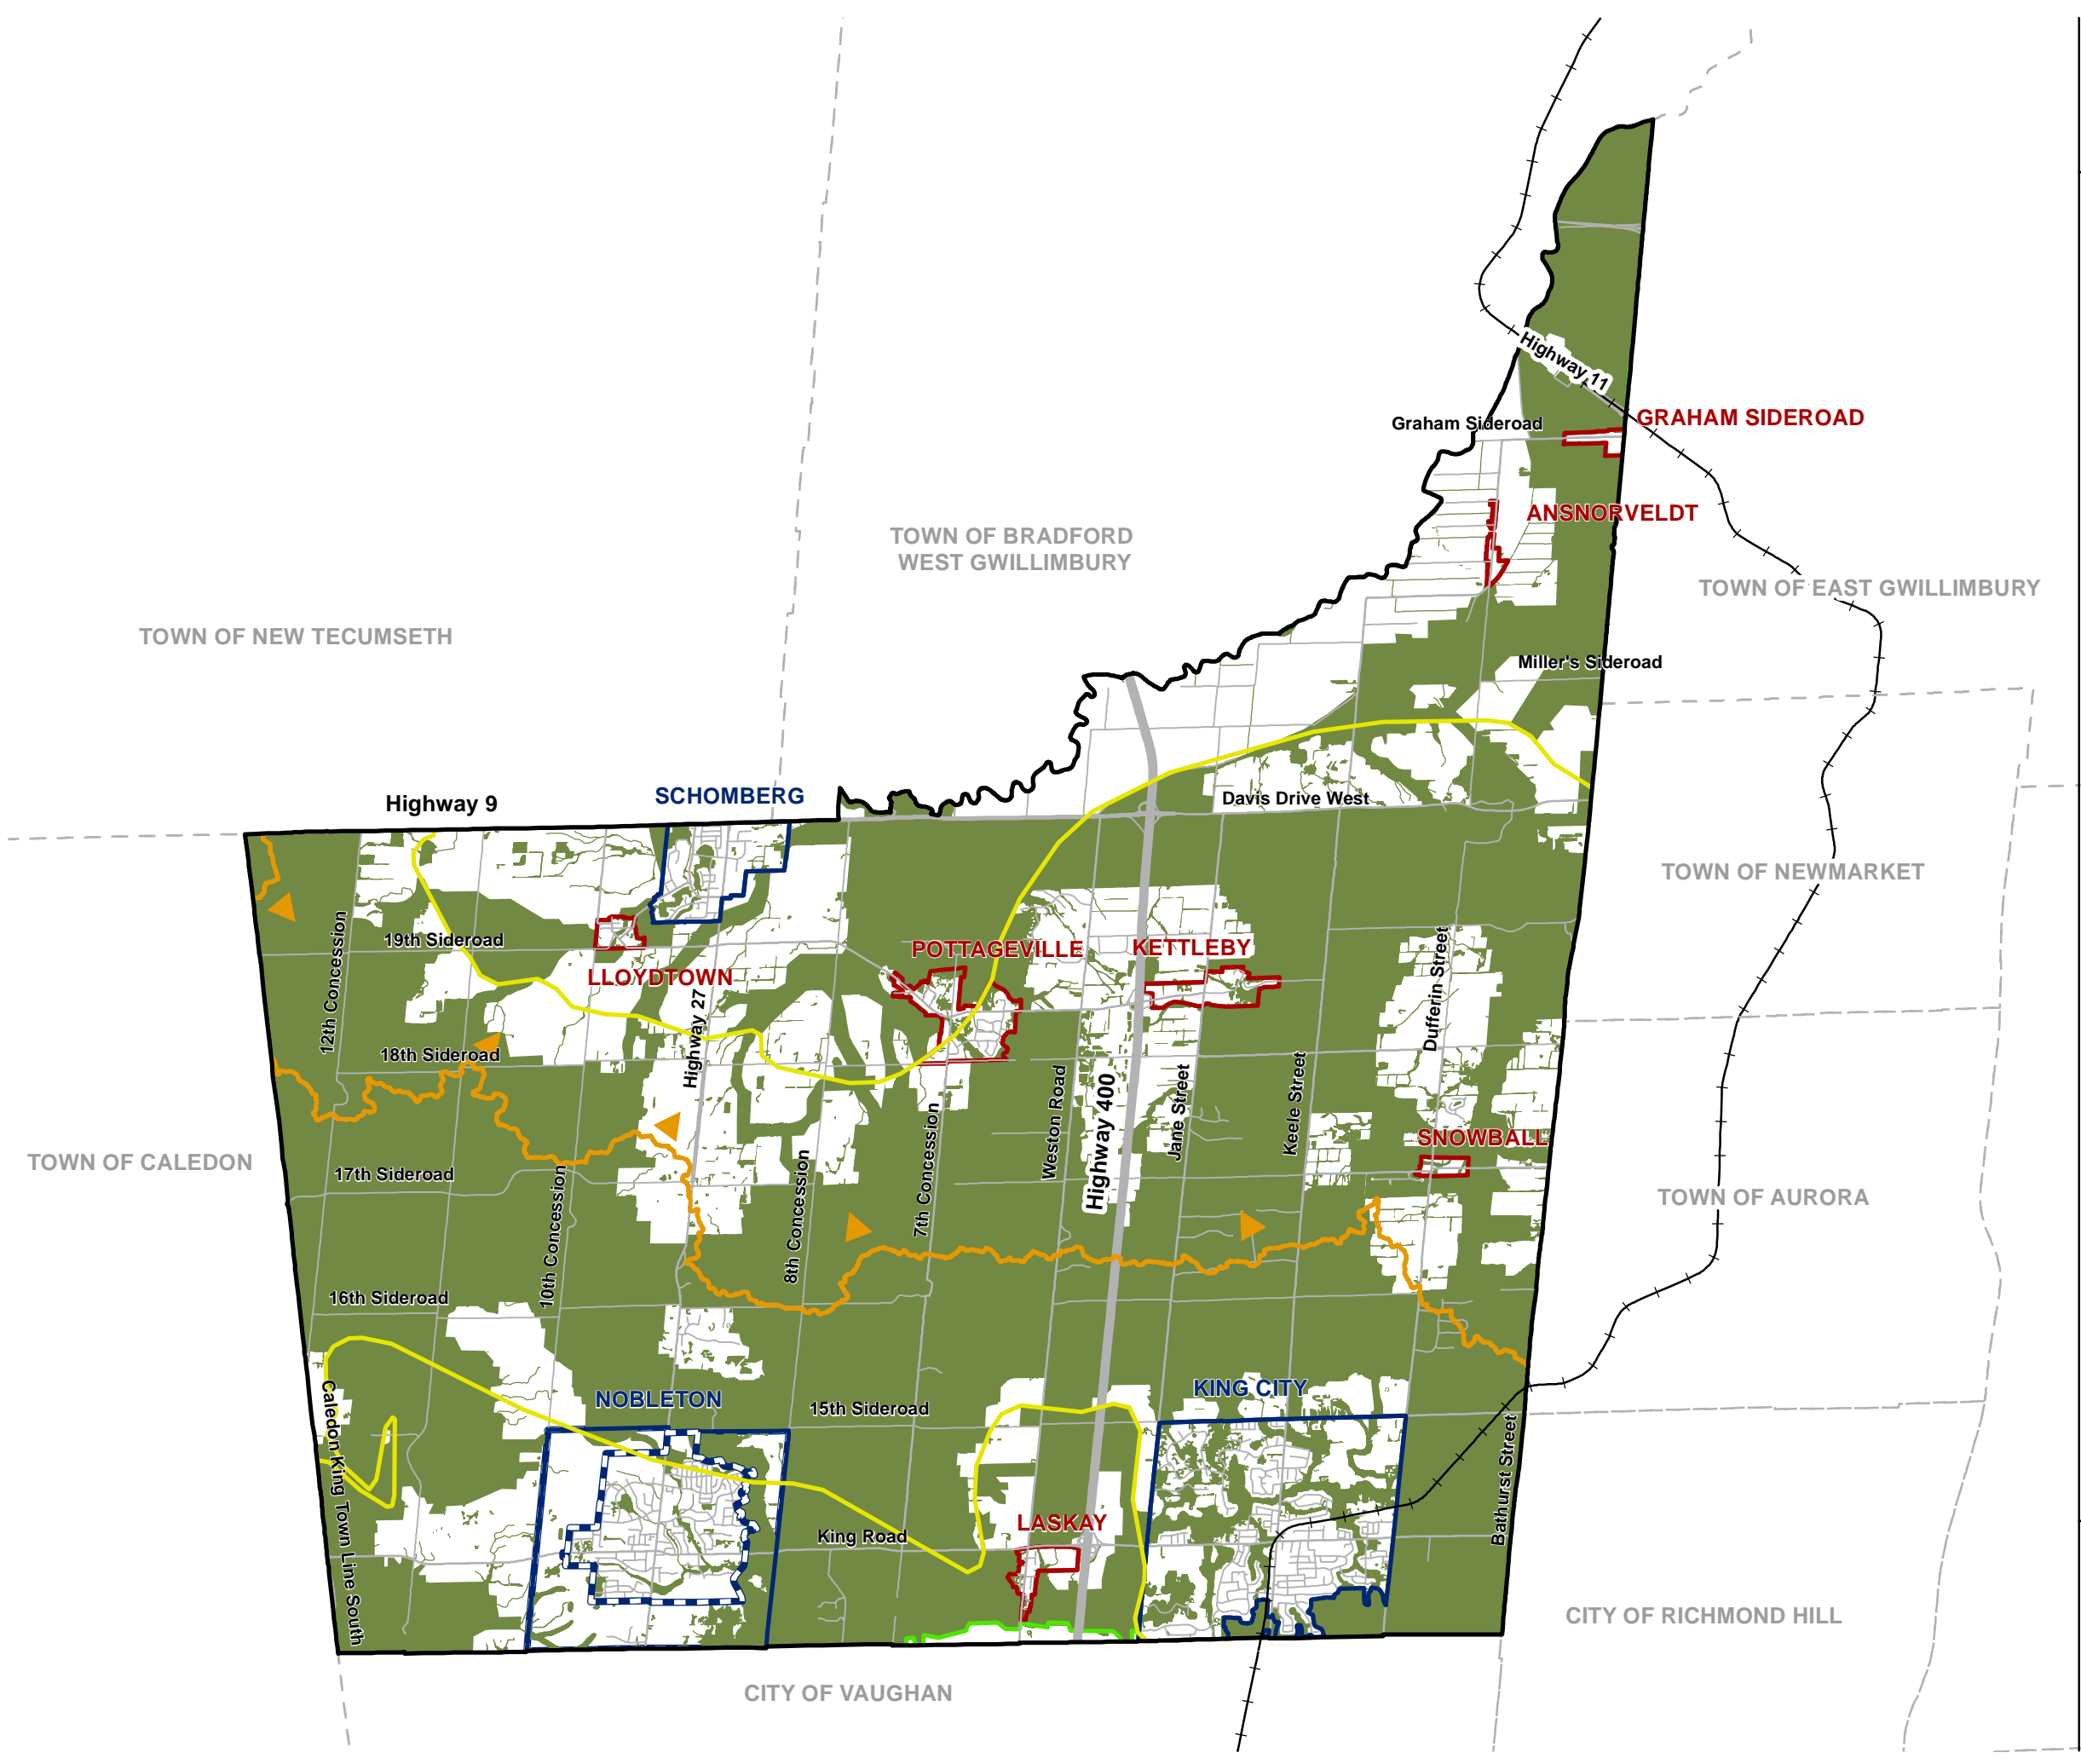 Highway 11
Graham Sideroad
GRAHAM SIDEROAD
ANSNORVELDT
TOWN OF BRADFORD
WEST GWILLIMBURY
TOWN OF EAST GWILLIMBURY
TOWN OF NEW TECUMSETH
Miller's Sideroad
SCHOMBERG
Highway 9
Davis Drive West
TOWN OF NEWMARKET
19th Sideroad
POTTAGEVILLE
KETTLEBY
LLOYDTOWN
12th Concession
Dufferin Street
Highway 27
18th Sideroad
Weston Road
Highway 400
Jane Street
Keele Street
SNOWBALL
TOWN OF CALEDON
17th Sideroad
10th Concession
8th Concession
7th Concession
TOWN OF AURORA
16th Sideroad
NOBLETON
KING CITY
15th Sideroad
Caledon King Town Line South
Bathurst Street
LASKAY
King Road
CITY OF RICHMOND HILL
CITY OF VAUGHAN